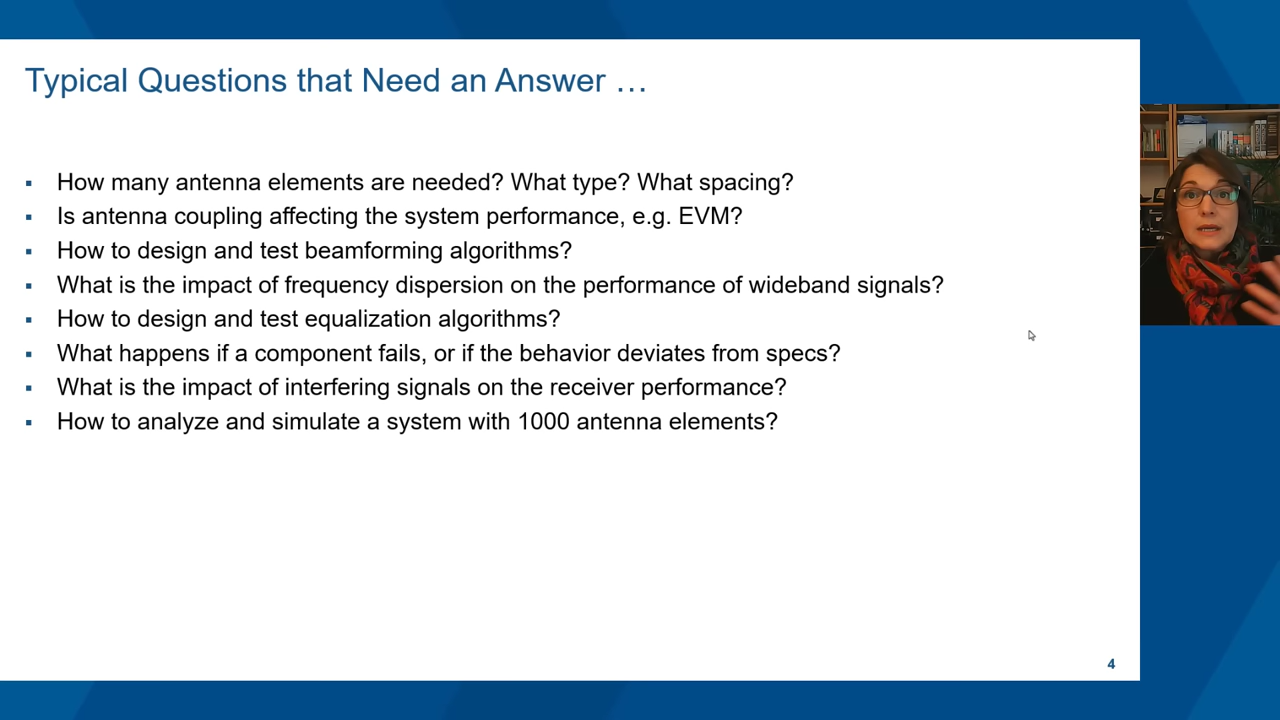 Typical Questions that Need an Answer …
▪ How many antenna elements are needed? What type? What spacing?
▪ Is antenna coupling affecting the system performance, e.g. EVM?
▪ How to design and test beamforming algorithms?
▪ What is the impact of frequency dispersion on the performance of wideband signals?
▪ How to design and test equalization algorithms?
▪ What happens if a component fails, or if the behavior deviates from specs?
▪ What is the impact of interfering signals on the receiver performance?
▪ How to analyze and simulate a system with 1000 antenna elements?
4